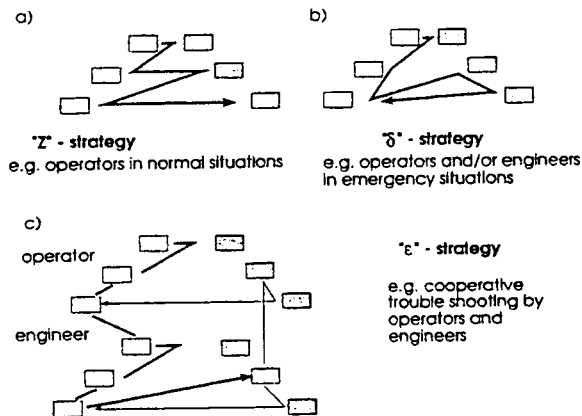 a)
"Z" - strategy
e.g. operators in normal situations
b)
"δ" - strategy
e.g. operators and/or engineers
in emergency situations
c)
operator
engineer
"ε" - strategy
e.g. cooperative
trouble shooting by
operators and
engineers